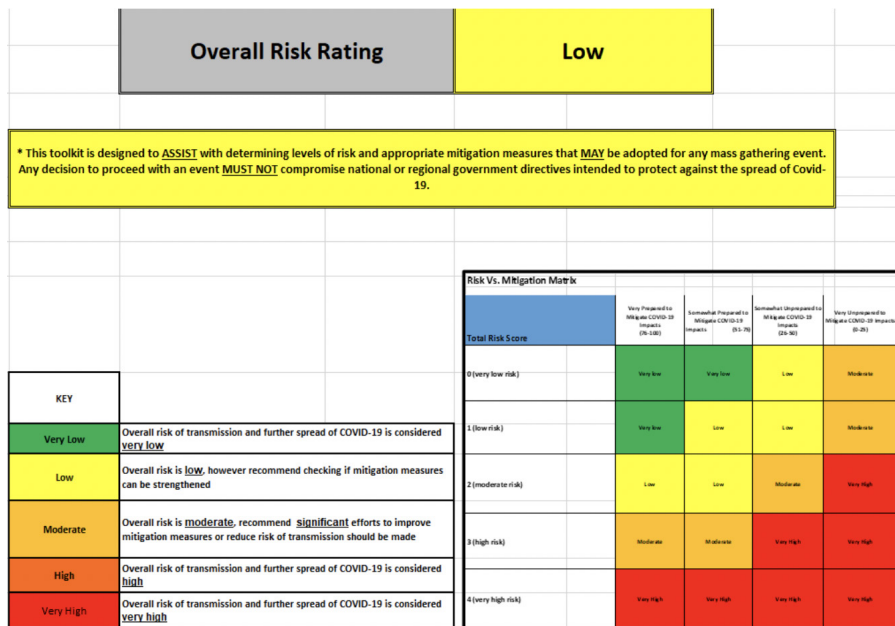 Overall Risk Rating
Low
* This toolkit is designed to ASSIST with determining levels of risk and appropriate mitigation measures that MAY be adopted for any mass gathering event.
Any decision to proceed with an event MUST NOT compromise national or regional government directives intended to protect against the spread of Covid-
19.
Risk Vs. Mitigation Matrix
Total Risk Score
Very Prepared to
Mitigate COVID-19
Impacts
(76-100)
Somewhat Prepared to
Mitigate COVID-19
Impacts (51-75)
Somewhat Unprepared to
Mitigate COVID-19
Impacts
(26-50)
Very Unprepared to
Mitigate COVID-19 Impacts
(0-25)
0 (very low risk)
Very low
Very low
Low
Moderate
1 (low risk)
Very low
Low
Low
Moderate
2 (moderate risk)
Low
Low
Moderate
Very High
3 (high risk)
Moderate
Moderate
Very High
Very High
4 (very high risk)
Very High
Very High
Very High
Very High
KEY
Very Low
Overall risk of transmission and further spread of COVID-19 is considered
very low
Low
Overall risk is low, however recommend checking if mitigation measures
can be strengthened
Moderate
Overall risk is moderate, recommend significant efforts to improve
mitigation measures or reduce risk of transmission should be made
High
Overall risk of transmission and further spread of COVID-19 is considered
high
Very High
Overall risk of transmission and further spread of COVID-19 is considered
very high